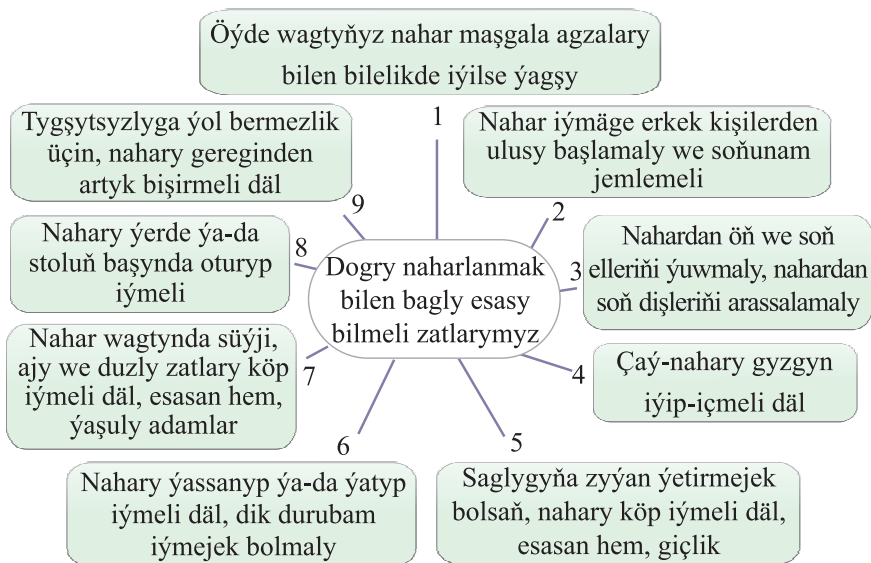 Öýde wagtyňyz nahar maşgala agzalary
bilen bilelikde iýilse ýagşy
1
Nahar iýmäge erkek kişilerden
ulusy başlamaly we soňunam
jemlemeli
2
Nahardan öň we soň
elleriňi ýuwmaly, nahardan
soň dişleriňi arassalamaly
3
Çaý-nahary gyzgyn
iýip-içmeli däl
4
Saglygyňa zyýan ýetirmejek
bolsaň, nahary köp iýmeli däl,
esasan hem, giçlik
5
Nahary ýassanyp ýa-da ýatyp
iýmeli däl, dik durubam
iýmejek bolmaly
6
Nahar wagtynda süýji,
ajy we duzly zatlary köp
iýmeli däl, esasan hem,
ýaşuly adamlar
7
Nahary ýerde ýa-da
stoluň başynda oturyp
iýmeli
8
Tygşytsyzlyga ýol bermezlik
üçin, nahary gereginden
artyk bişirmeli däl
9
Dogry naharlanmak
bilen bagly esasy
bilmeli zatlarymyz